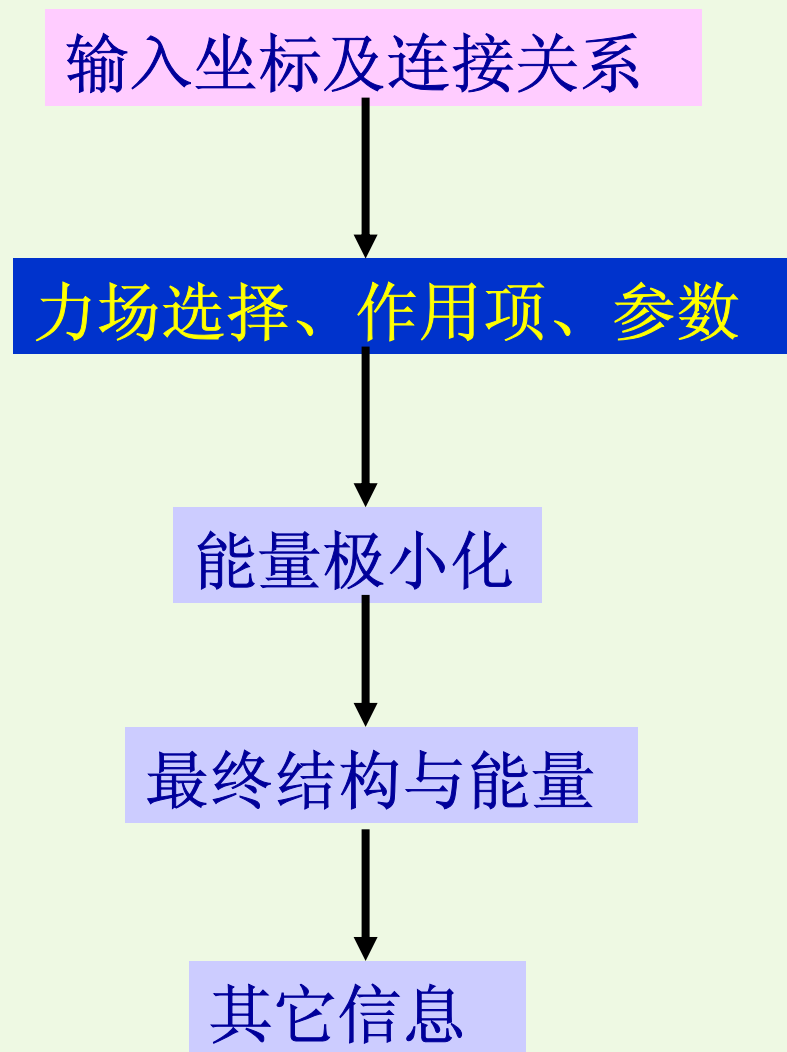 输入坐标及连接关系
力场选择、作用项、参数
能量极小化
最终结构与能量
其它信息